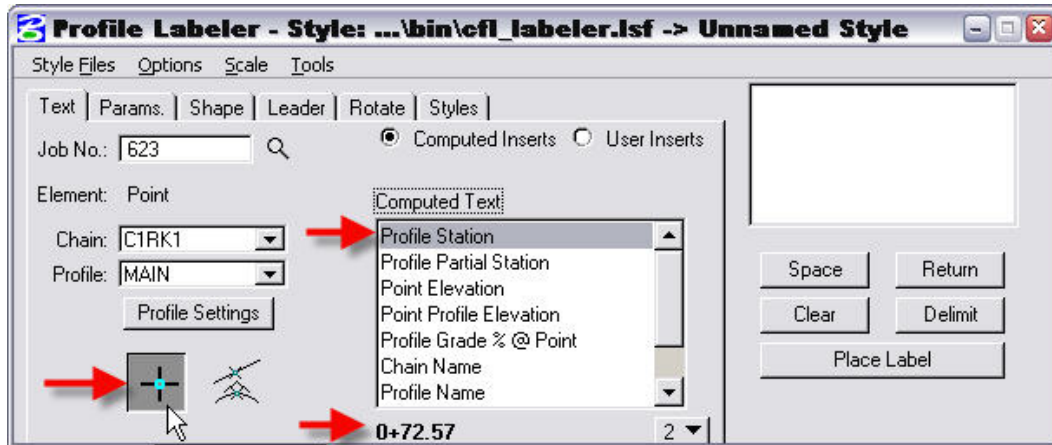 Profile Labeler - Style: ...\bin\cfl_labeler.lsf -> Unnamed Style
Style Files Options Scale Tools
Text Params. Shape Leader Rotate Styles
Job No.: 623
Computed Inserts User Inserts
Element: Point
Computed Text
Chain: C1RK1
Profile: MAIN
Profile Settings
Profile Station
Profile Partial Station
Point Elevation
Point Profile Elevation
Profile Grade % @ Point
Chain Name
Profile Name
0+72.57 2
Space Return
Clear Delimit
Place Label